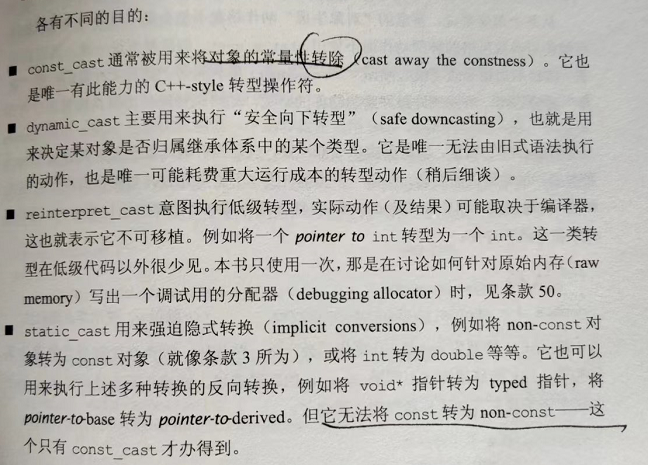 各有不同的目的：
■ const_cast 通常被用来将对象的常量性转除（cast away the constness）。它也
是唯一有此能力的 C++-style 转型操作符。
■ dynamic_cast 主要用来执行“安全向下转型”（safe downcasting），也就是用
来决定某对象是否归属继承体系中的某个类型。它是唯一无法由旧式语法执行
的动作，也是唯一可能耗费重大运行成本的转型动作（稍后细谈）。
■ reinterpret_cast 意图执行低级转型，实际动作（及结果）可能取决于编译器，
这也就表示它不可移植。例如将一个 pointer to int 转型为一个 int。这一类转
型在低级代码以外很少见。本书只使用一次，那是在讨论如何针对原始内存（raw
memory）写出一个调试用的分配器（debugging allocator）时，见条款 50。
■ static_cast 用来强迫隐式转换（implicit conversions），例如将 non-const 对
象转为 const 对象（就像条款 3 所为），或将 int 转为 double 等等。它也可以
用来执行上述多种转换的反向转换，例如将 void* 指针转为 typed 指针，将
pointer-to-base 转为 pointer-to-derived。但它无法将 const 转为 non-const——这
个只有 const_cast 才办得到。